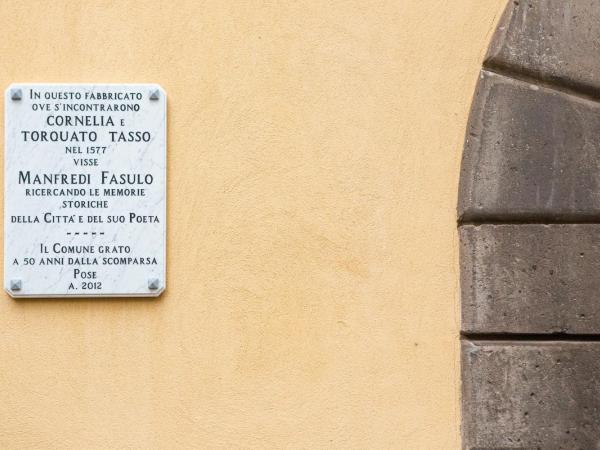 In questo fabbricato
ove s'incontrarono
Cornelia e
Torquato Tasso
nel 1577
visse
Manfredi Fasulo
ricercando le memorie
storiche
della Citta' e del suo Poeta
- - - - -
Il Comune grato
a 50 anni dalla scomparsa
Pose
A. 2012